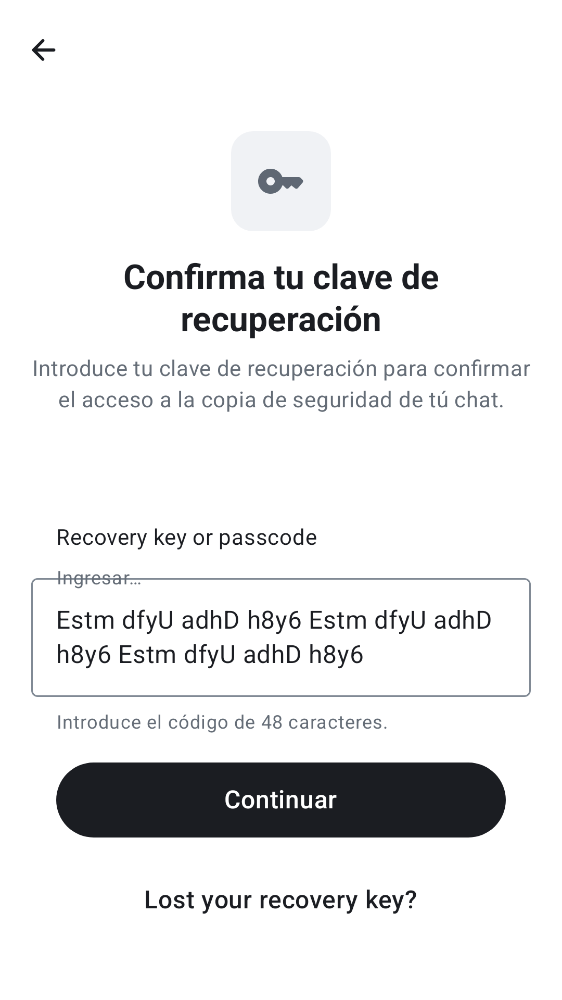 Confirma tu clave de
recuperación
Introduce tu clave de recuperación para confirmar
el acceso a la copia de seguridad de tú chat.
Recovery key or passcode
Ingresar…
Estm dfyU adhD h8y6 Estm dfyU adhD
h8y6 Estm dfyU adhD h8y6
Introduce el código de 48 caracteres.
Continuar
Lost your recovery key?